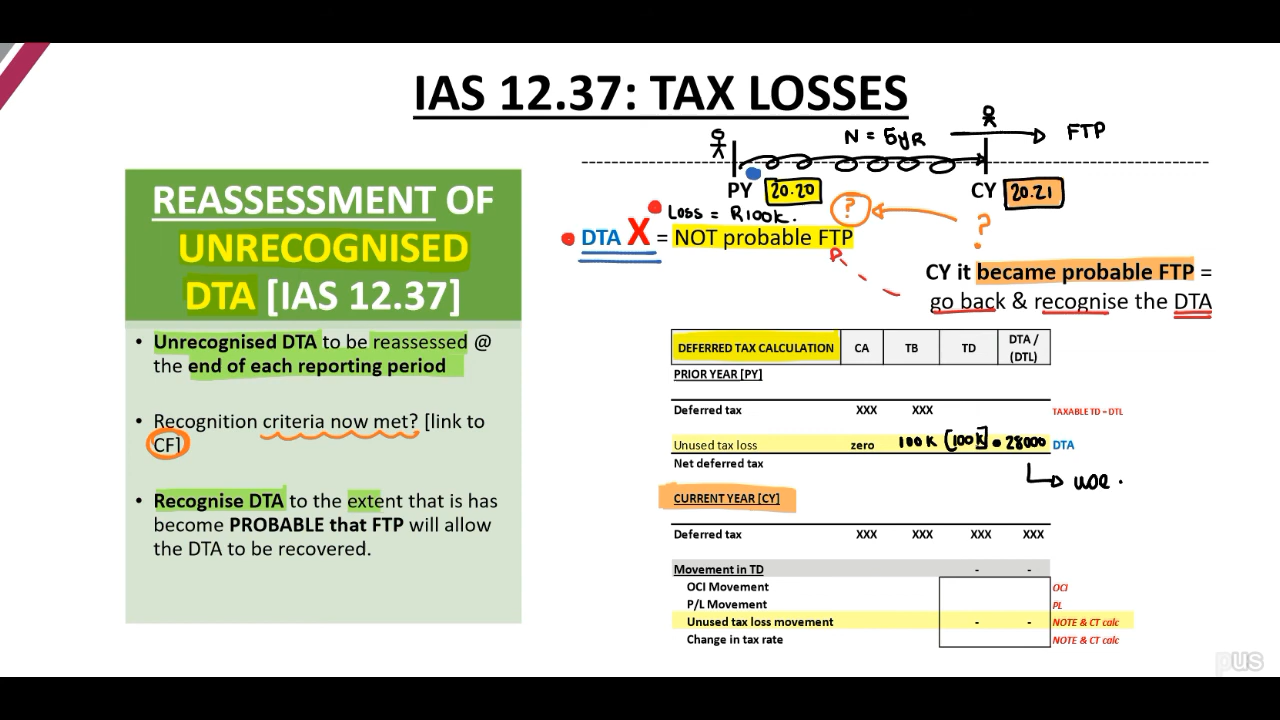 IAS 12.37: TAX LOSSES
N = 5yR
FTP
PY 20.20
CY 20.21
Loss = R100k.
?
?
DTA X = NOT probable FTP
CY it became probable FTP =
go back & recognise the DTA
REASSESSMENT OF
UNRECOGNISED
DTA [IAS 12.37]
• Unrecognised DTA to be reassessed @
the end of each reporting period
• Recognition criteria now met? [link to
CF]
• Recognise DTA to the extent that is has
become PROBABLE that FTP will allow
the DTA to be recovered.
DEFERRED TAX CALCULATION CA TB TD DTA /
(DTL)
PRIOR YEAR [PY]
Deferred tax XXX XXX TAXABLE TD = DTL
Unused tax loss zero 100k [100k] 28000 DTA
Net deferred tax
CURRENT YEAR [CY]
Deferred tax XXX XXX XXX XXX
Movement in TD - -
OCI Movement OCI
P/L Movement PL
Unused tax loss movement - - NOTE & CT calc
Change in tax rate NOTE & CT calc
pus